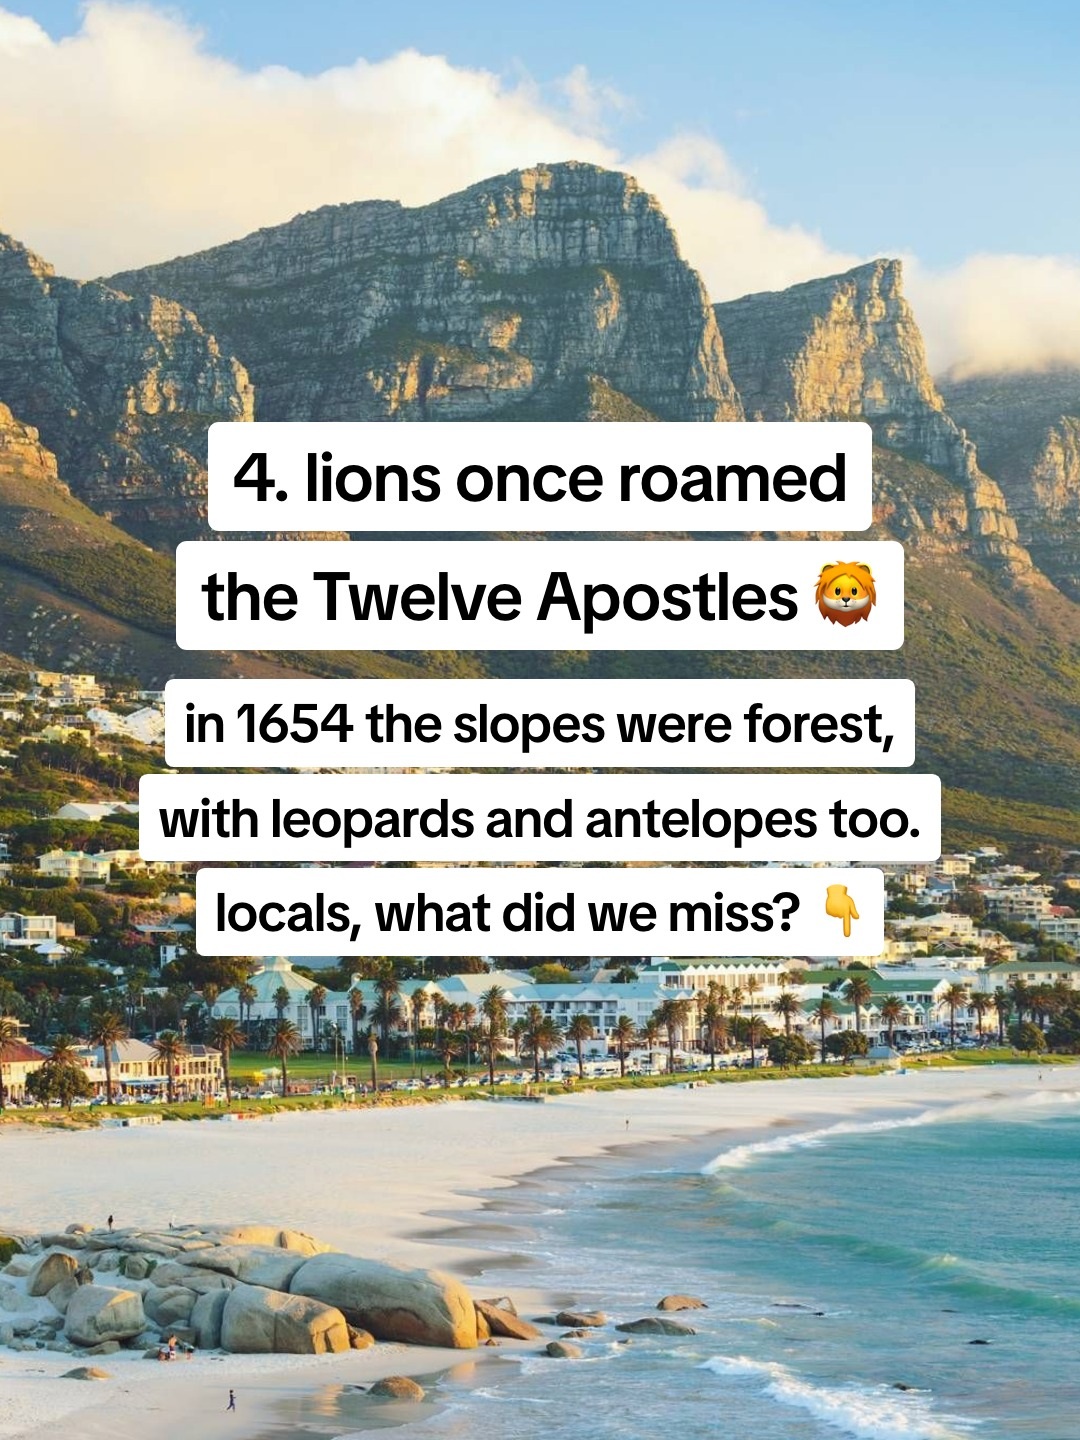 4. lions once roamed
the Twelve Apostles 🦁
in 1654 the slopes were forest,
with leopards and antelopes too.
locals, what did we miss? 👇